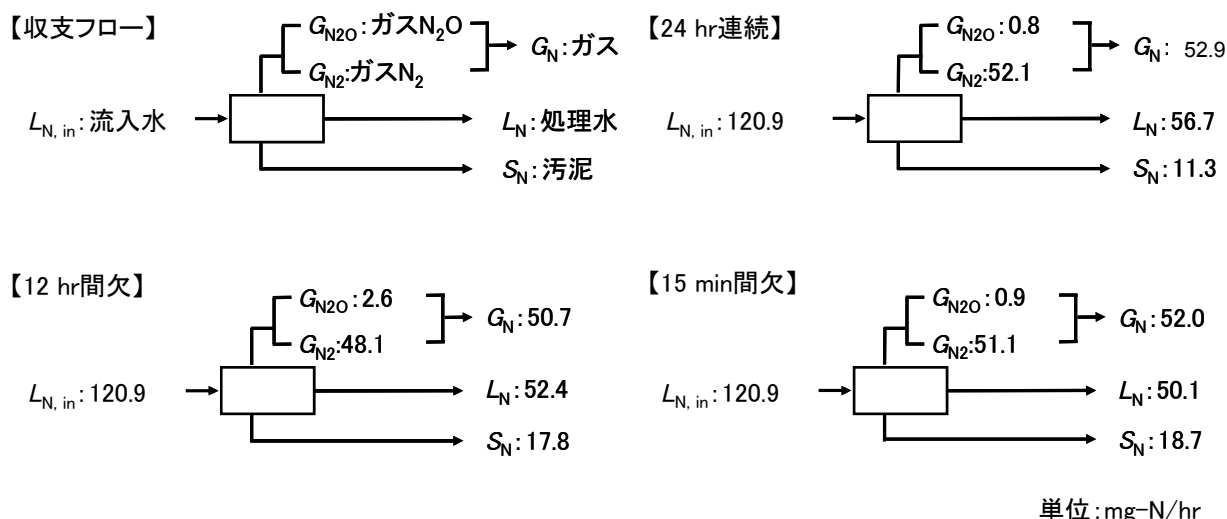 【収支フロー】
G_N2O:ガスN₂O
G_N2:ガスN₂
G_N:ガス
L_N, in:流入水
L_N:処理水
S_N:汚泥
【24 hr連続】
G_N2O:0.8
G_N2:52.1
G_N: 52.9
L_N, in:120.9
L_N:56.7
S_N:11.3
【12 hr間欠】
G_N2O:2.6
G_N2:48.1
G_N:50.7
L_N, in:120.9
L_N:52.4
S_N:17.8
【15 min間欠】
G_N2O:0.9
G_N2:51.1
G_N:52.0
L_N, in:120.9
L_N:50.1
S_N:18.7
単位:mg-N/hr